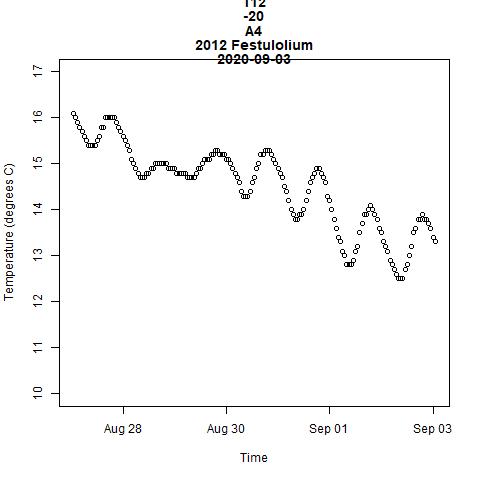 T12
-20
A4
2012 Festulolium
2020-09-03
Temperature (degrees C)
17
16
15
14
13
12
11
10
Aug 28
Aug 30
Sep 01
Sep 03
Time